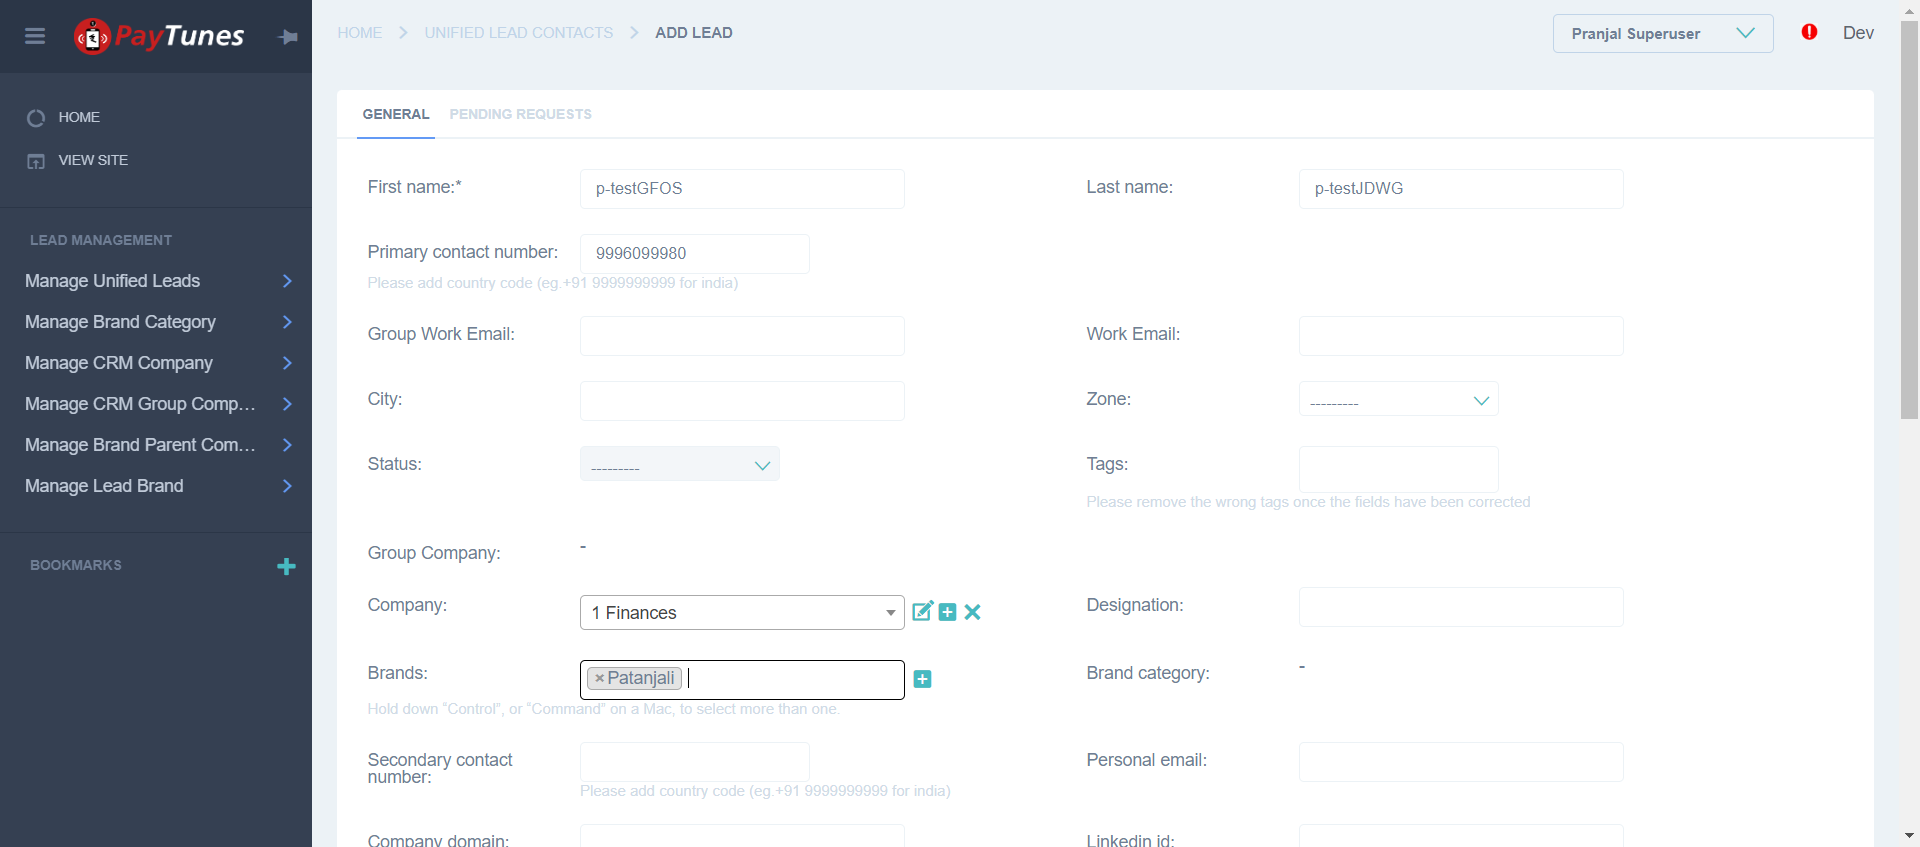 PayTunes
HOME
UNIFIED LEAD CONTACTS
ADD LEAD
Pranjal Superuser
Dev
HOME
VIEW SITE
LEAD MANAGEMENT
Manage Unified Leads
Manage Brand Category
Manage CRM Company
Manage CRM Group Comp...
Manage Brand Parent Com...
Manage Lead Brand
BOOKMARKS
GENERAL
PENDING REQUESTS
First name:*
p-testGFOS
Last name:
p-testJDWG
Primary contact number:
9996099980
Please add country code (eg.+91 9999999999 for india)
Group Work Email:
Work Email:
City:
Zone:
---------
Status:
---------
Tags:
Please remove the wrong tags once the fields have been corrected
Group Company:
-
Company:
1 Finances
Designation:
Brands:
×Patanjali
Brand category:
-
Hold down “Control”, or “Command” on a Mac, to select more than one.
Secondary contact
number:
Personal email:
Please add country code (eg.+91 9999999999 for india)
Company domain:
Linkedin id: